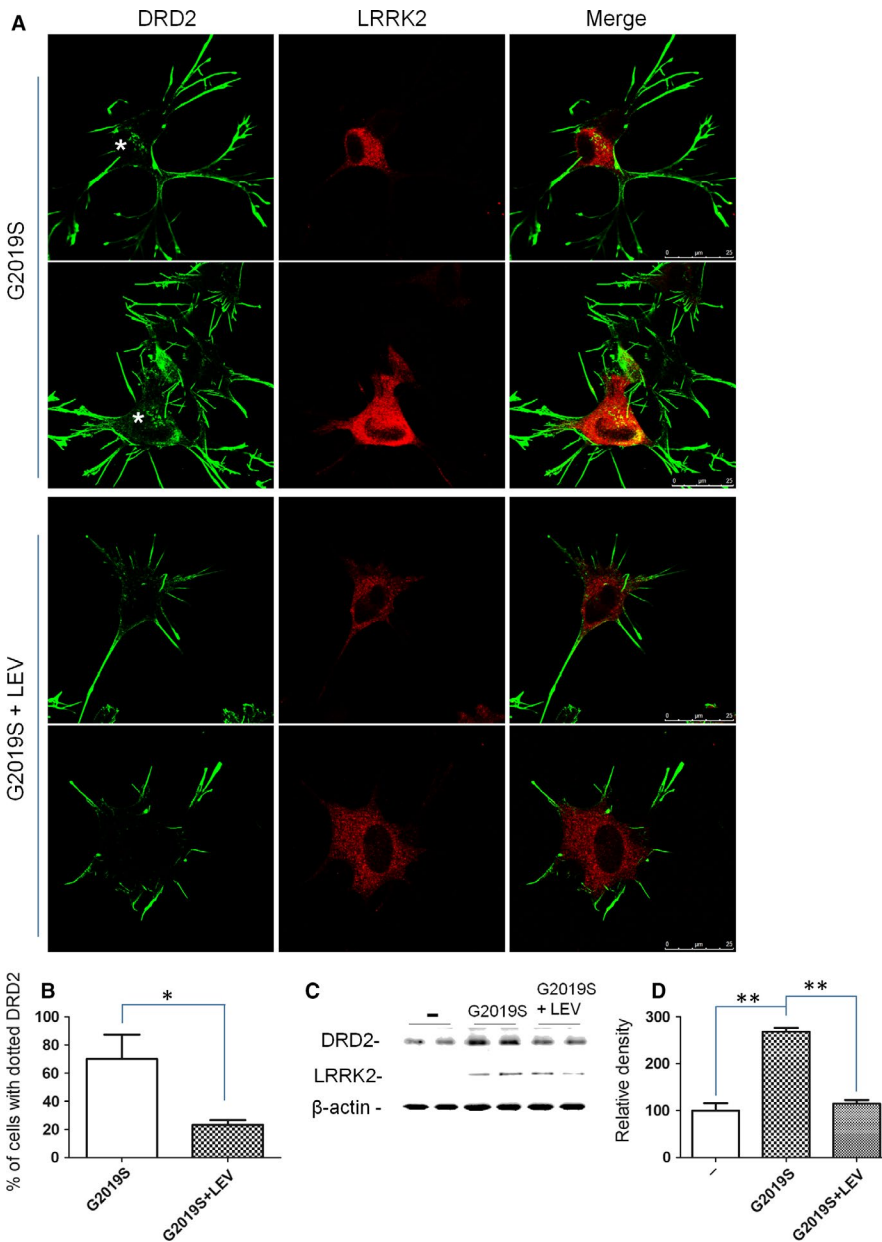 A
DRD2 LRRK2 Merge
G2019S
*
0 µm 25
*
0 µm 25
G2019S + LEV
0 µm 25
0 µm 25
B
% of cells with dotted DRD2
100
80
60
40
20
0
*
G2019S
G2019S+LEV
C
- G2019S G2019S
+ LEV
DRD2-
LRRK2-
β-actin -
D
Relative density
300
200
100
0
** **
–
G2019S
G2019S+LEV